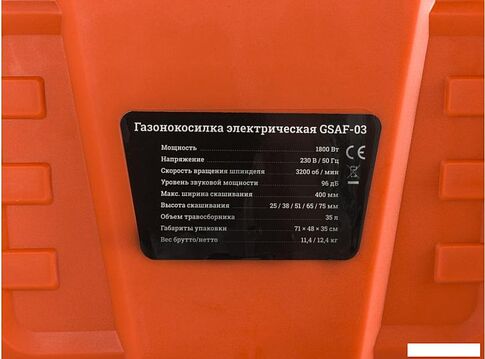 Газонокосилка электрическая GSAF-03
Мощность 1800 Вт
Напряжение 230 В / 50 Гц
Скорость вращения шпинделя 3200 об / мин
Уровень звуковой мощности 96 дБ
Макс. ширина скашивания 400 мм
Высота скашивания 25 / 38 / 51 / 65 / 75 мм
Объем травосборника 35 л
Габариты упаковки 71 × 48 × 35 см
Вес брутто/нетто 11,4 / 12,4 кг
CE